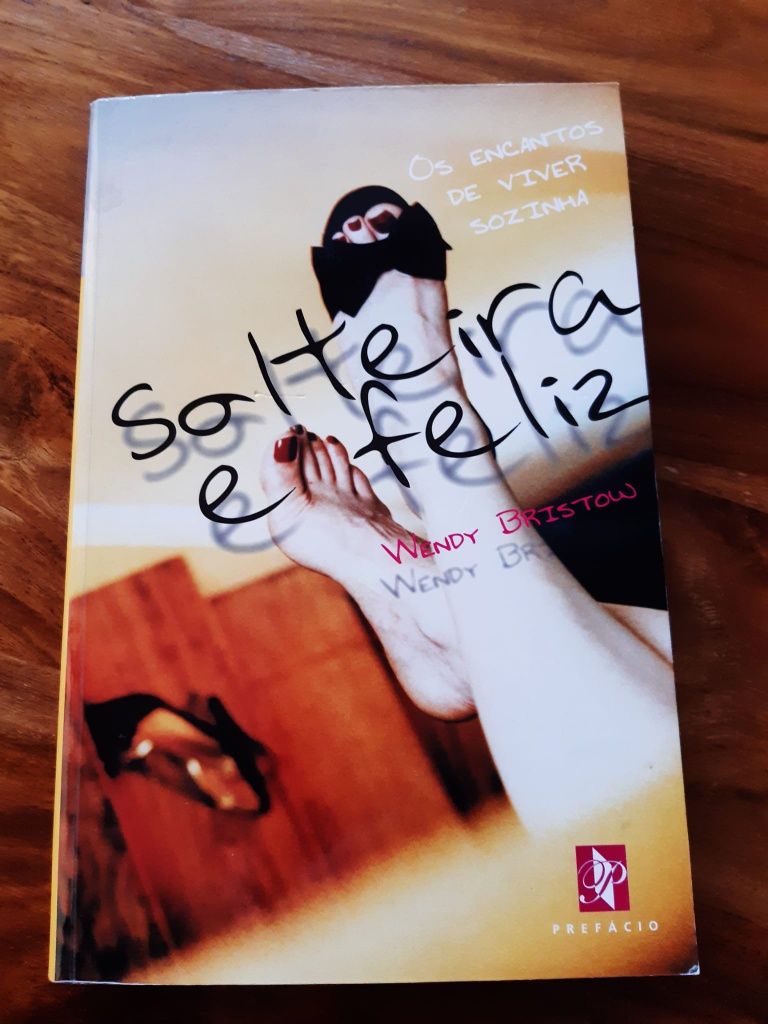 Os encantos
de viver
sozinha
Solteira
e feliz
Wendy Bristow
Wendy Bri
P
PREFÁCIO